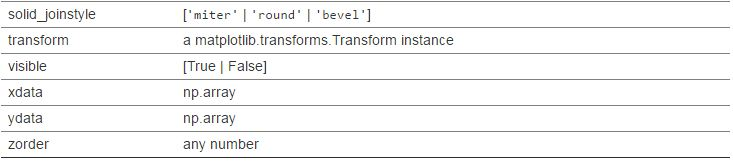 solid_joinstyle ['miter' | 'round' | 'bevel']
transform a matplotlib.transforms.Transform instance
visible [True | False]
xdata np.array
ydata np.array
zorder any number